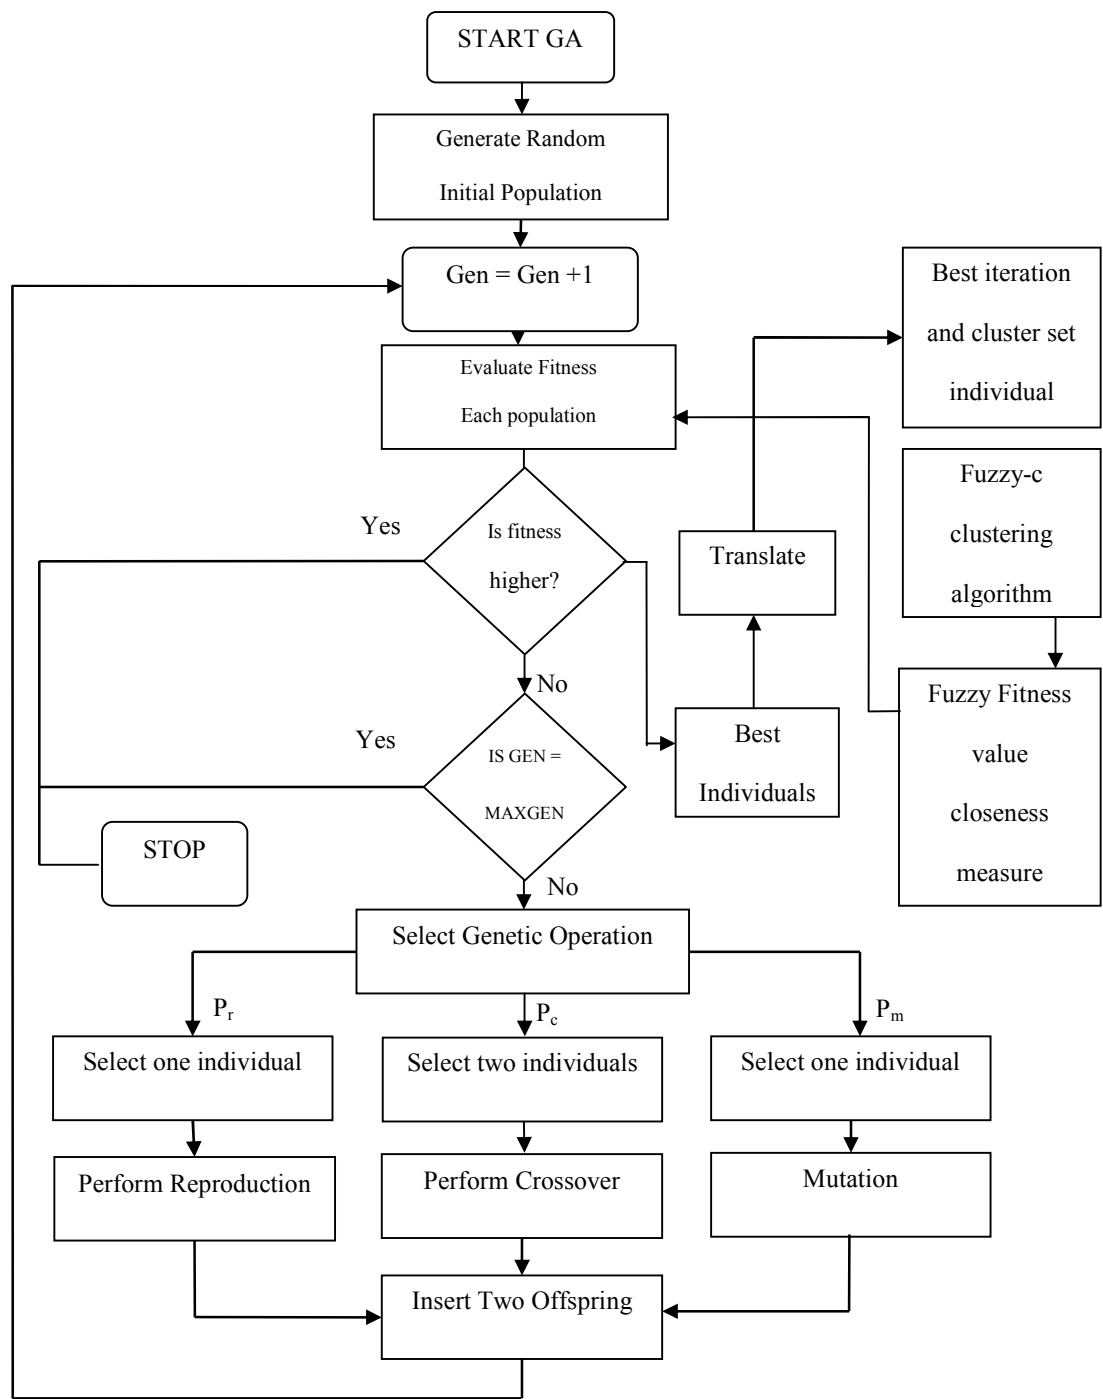 START GA
Generate Random
Initial Population
Gen = Gen +1
Evaluate Fitness
Each population
Best iteration
and cluster set
individual
Yes
Is fitness
higher?
Translate
Fuzzy-c
clustering
algorithm
No
Yes
IS GEN =
MAXGEN
Best
Individuals
Fuzzy Fitness
value
closeness
measure
STOP
No
Select Genetic Operation
Pr
Pc
Pm
Select one individual
Select two individuals
Select one individual
Perform Reproduction
Perform Crossover
Mutation
Insert Two Offspring